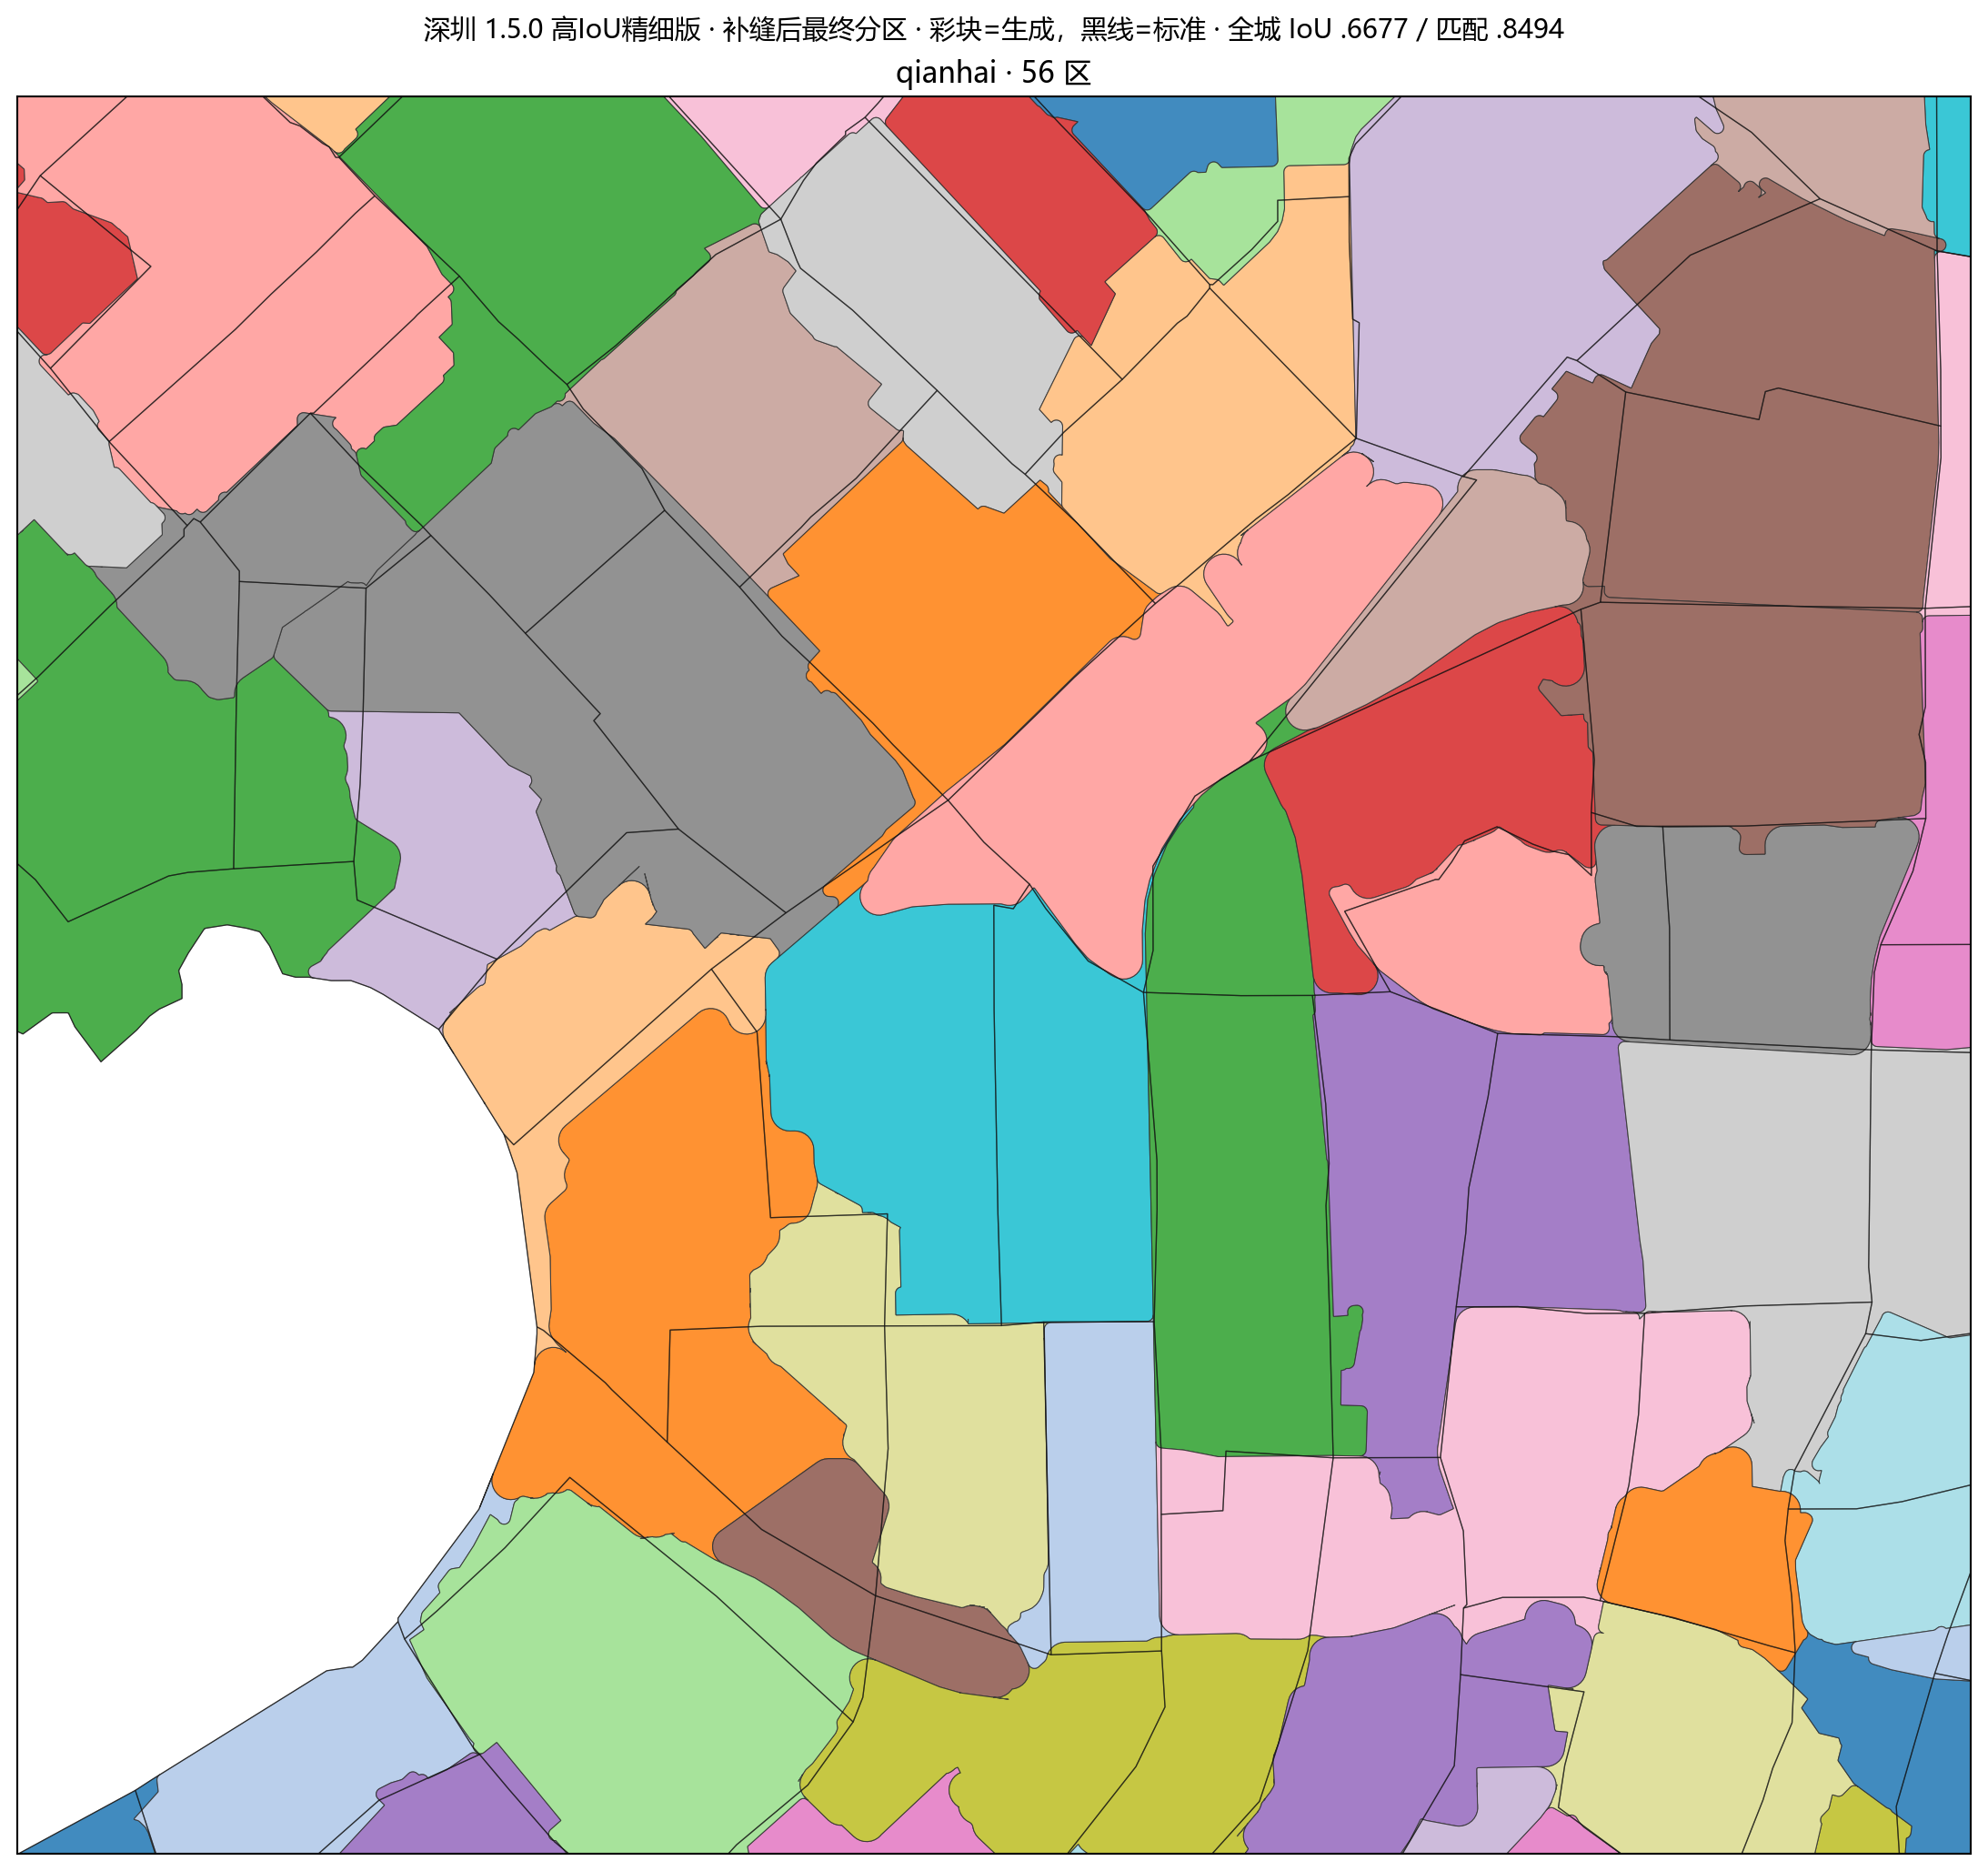 深圳 1.5.0 高IoU精细版 · 补缝后最终分区 · 彩块=生成，黑线=标准 · 全城 IoU .6677 / 匹配 .8494
qianhai · 56 区